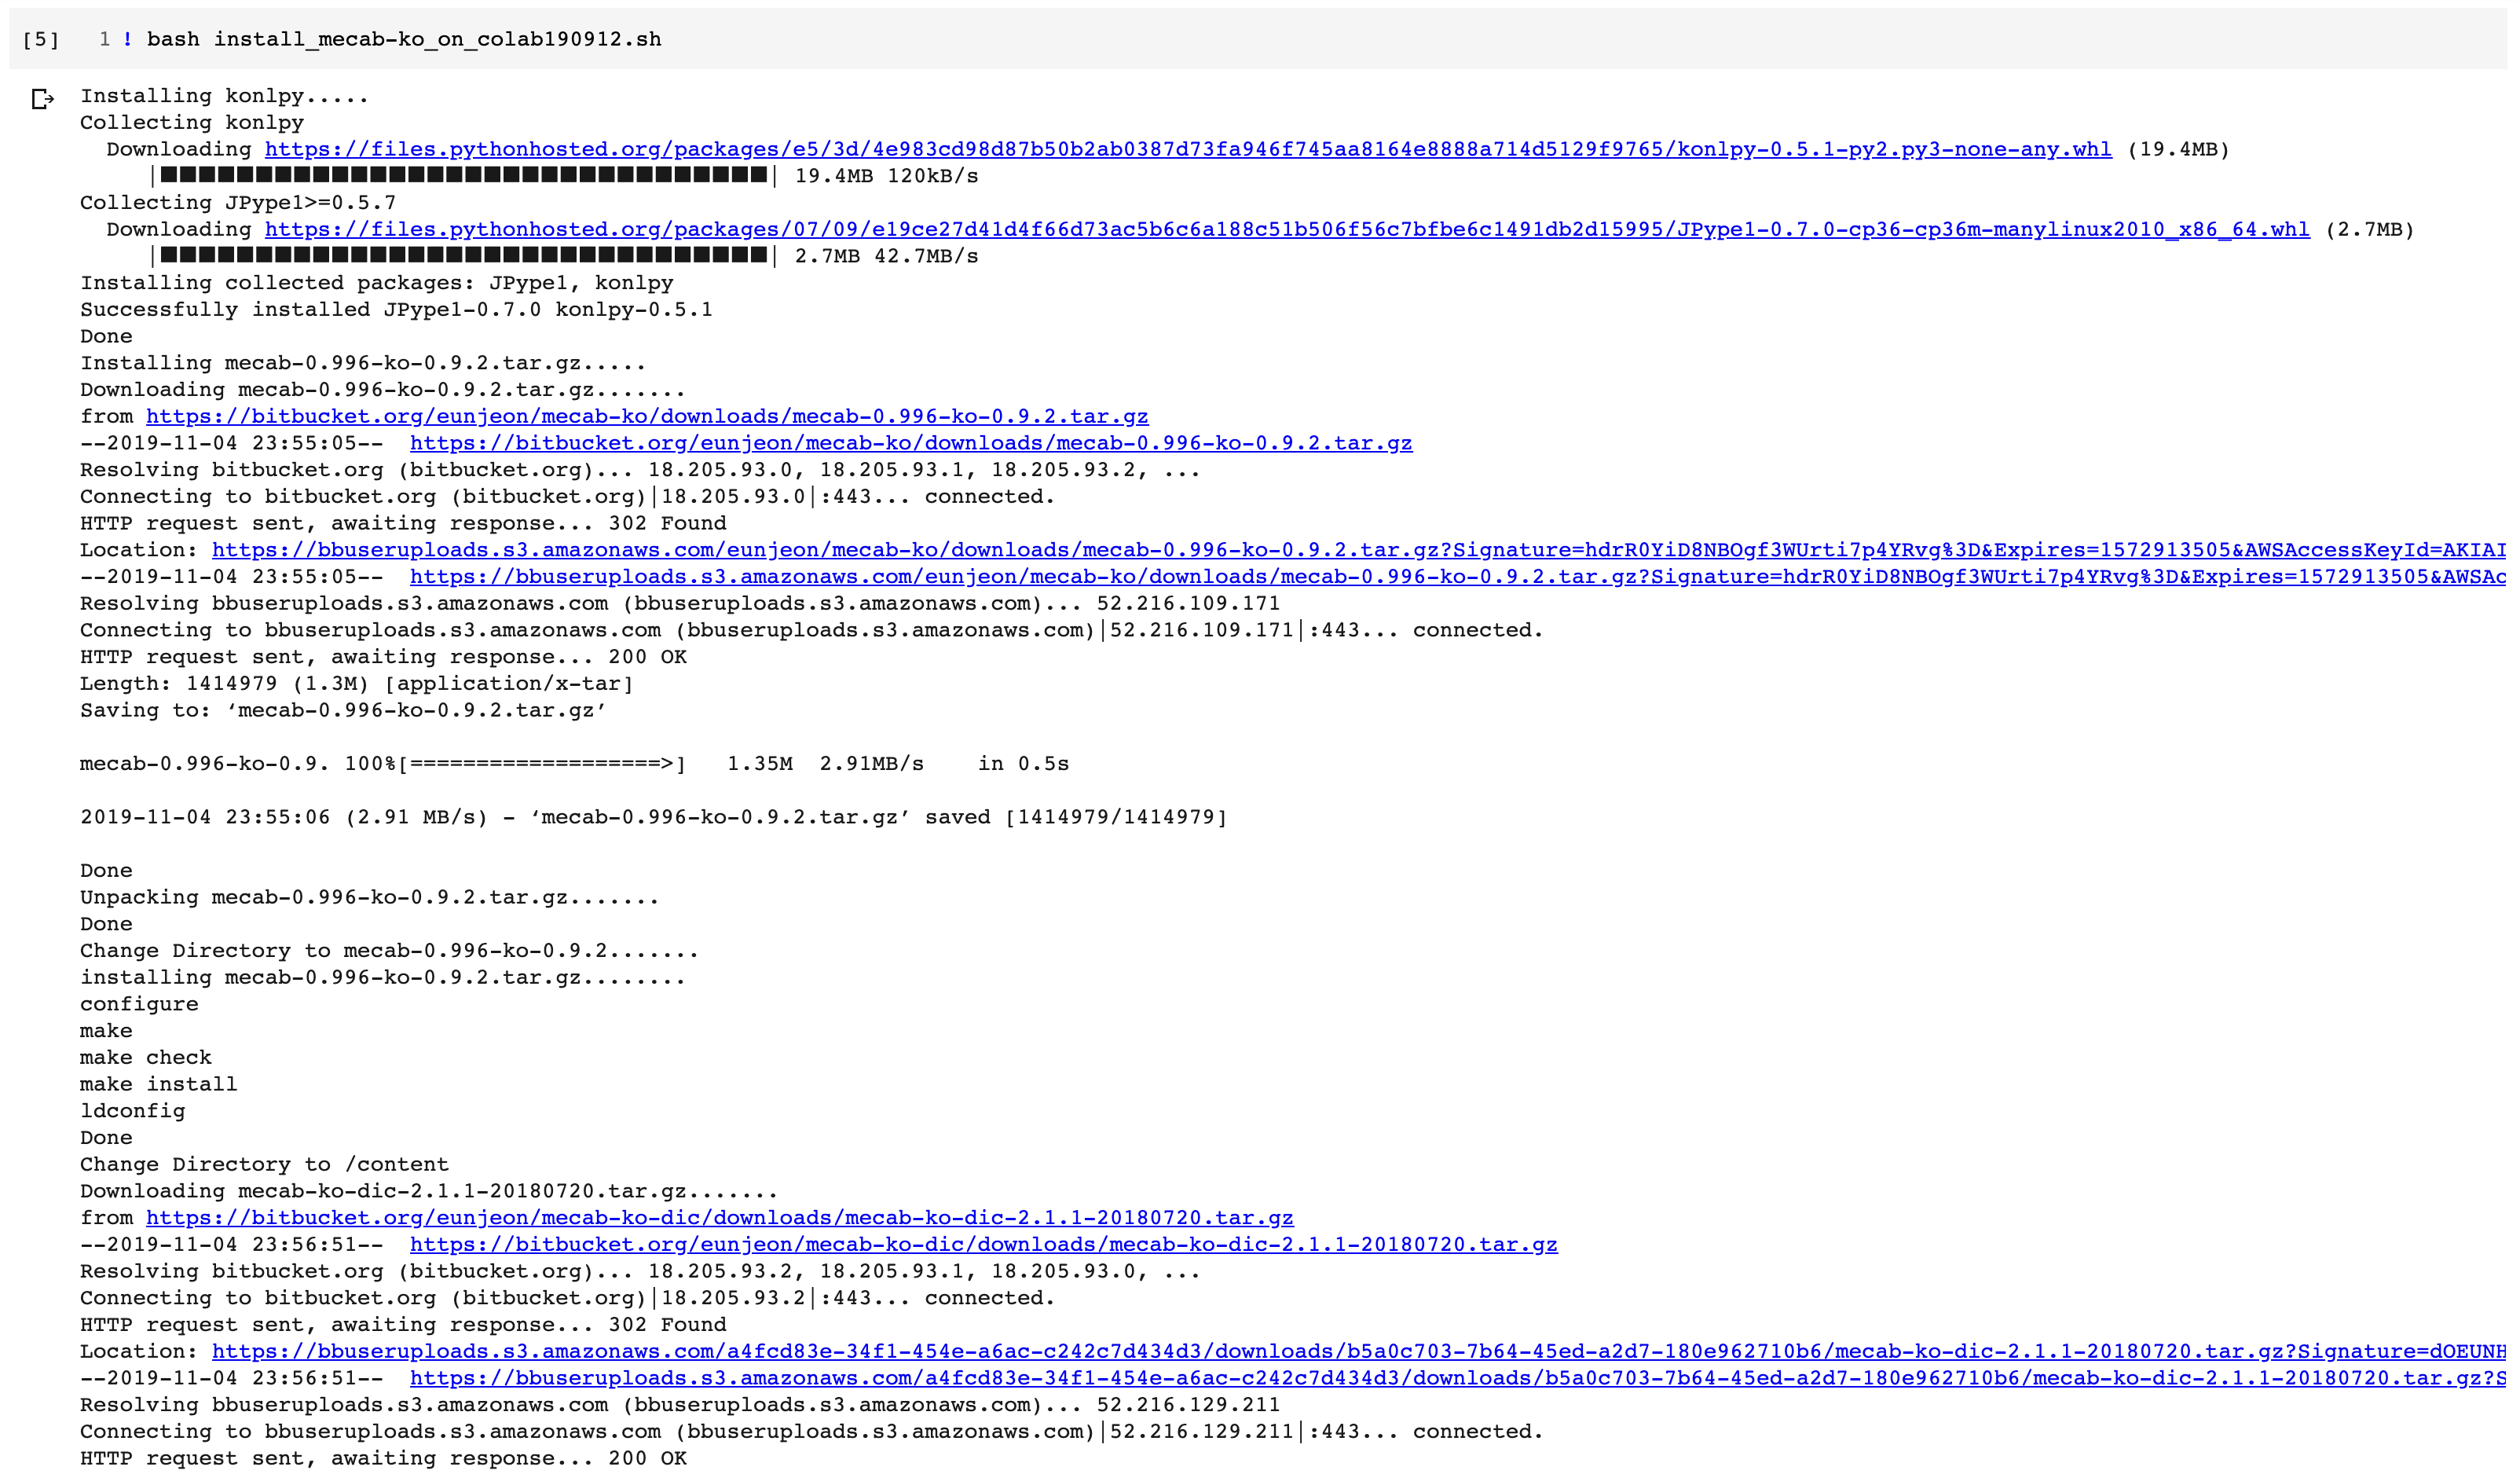 [5] 1 ! bash install_mecab-ko_on_colab190912.sh
Installing konlpy.....
Collecting konlpy
Downloading https://files.pythonhosted.org/packages/e5/3d/4e983cd98d87b50b2ab0387d73fa946f745aa8164e8888a714d5129f9765/konlpy-0.5.1-py2.py3-none-any.whl (19.4MB)
|████████████████████████████████| 19.4MB 120kB/s
Collecting JPype1>=0.5.7
Downloading https://files.pythonhosted.org/packages/07/09/e19ce27d41d4f66d73ac5b6c6a188c51b506f56c7bfbe6c1491db2d15995/JPype1-0.7.0-cp36-cp36m-manylinux2010_x86_64.whl (2.7MB)
|████████████████████████████████| 2.7MB 42.7MB/s
Installing collected packages: JPype1, konlpy
Successfully installed JPype1-0.7.0 konlpy-0.5.1
Done
Installing mecab-0.996-ko-0.9.2.tar.gz.....
Downloading mecab-0.996-ko-0.9.2.tar.gz.......
from https://bitbucket.org/eunjeon/mecab-ko/downloads/mecab-0.996-ko-0.9.2.tar.gz
--2019-11-04 23:55:05-- https://bitbucket.org/eunjeon/mecab-ko/downloads/mecab-0.996-ko-0.9.2.tar.gz
Resolving bitbucket.org (bitbucket.org)... 18.205.93.0, 18.205.93.1, 18.205.93.2, ...
Connecting to bitbucket.org (bitbucket.org)|18.205.93.0|:443... connected.
HTTP request sent, awaiting response... 302 Found
Location: https://bbuseruploads.s3.amazonaws.com/eunjeon/mecab-ko/downloads/mecab-0.996-ko-0.9.2.tar.gz?Signature=hdrR0YiD8NBOgf3WUrti7p4YRvg%3D&Expires=1572913505&AWSAccessKeyId=AKIAI
--2019-11-04 23:55:05-- https://bbuseruploads.s3.amazonaws.com/eunjeon/mecab-ko/downloads/mecab-0.996-ko-0.9.2.tar.gz?Signature=hdrR0YiD8NBOgf3WUrti7p4YRvg%3D&Expires=1572913505&AWSAc
Resolving bbuseruploads.s3.amazonaws.com (bbuseruploads.s3.amazonaws.com)... 52.216.109.171
Connecting to bbuseruploads.s3.amazonaws.com (bbuseruploads.s3.amazonaws.com)|52.216.109.171|:443... connected.
HTTP request sent, awaiting response... 200 OK
Length: 1414979 (1.3M) [application/x-tar]
Saving to: ‘mecab-0.996-ko-0.9.2.tar.gz’
mecab-0.996-ko-0.9. 100%[===================>] 1.35M 2.91MB/s in 0.5s
2019-11-04 23:55:06 (2.91 MB/s) - ‘mecab-0.996-ko-0.9.2.tar.gz’ saved [1414979/1414979]
Done
Unpacking mecab-0.996-ko-0.9.2.tar.gz.......
Done
Change Directory to mecab-0.996-ko-0.9.2.......
installing mecab-0.996-ko-0.9.2.tar.gz........
configure
make
make check
make install
ldconfig
Done
Change Directory to /content
Downloading mecab-ko-dic-2.1.1-20180720.tar.gz.......
from https://bitbucket.org/eunjeon/mecab-ko-dic/downloads/mecab-ko-dic-2.1.1-20180720.tar.gz
--2019-11-04 23:56:51-- https://bitbucket.org/eunjeon/mecab-ko-dic/downloads/mecab-ko-dic-2.1.1-20180720.tar.gz
Resolving bitbucket.org (bitbucket.org)... 18.205.93.2, 18.205.93.1, 18.205.93.0, ...
Connecting to bitbucket.org (bitbucket.org)|18.205.93.2|:443... connected.
HTTP request sent, awaiting response... 302 Found
Location: https://bbuseruploads.s3.amazonaws.com/a4fcd83e-34f1-454e-a6ac-c242c7d434d3/downloads/b5a0c703-7b64-45ed-a2d7-180e962710b6/mecab-ko-dic-2.1.1-20180720.tar.gz?Signature=dOEUNH
--2019-11-04 23:56:51-- https://bbuseruploads.s3.amazonaws.com/a4fcd83e-34f1-454e-a6ac-c242c7d434d3/downloads/b5a0c703-7b64-45ed-a2d7-180e962710b6/mecab-ko-dic-2.1.1-20180720.tar.gz?S
Resolving bbuseruploads.s3.amazonaws.com (bbuseruploads.s3.amazonaws.com)... 52.216.129.211
Connecting to bbuseruploads.s3.amazonaws.com (bbuseruploads.s3.amazonaws.com)|52.216.129.211|:443... connected.
HTTP request sent, awaiting response... 200 OK